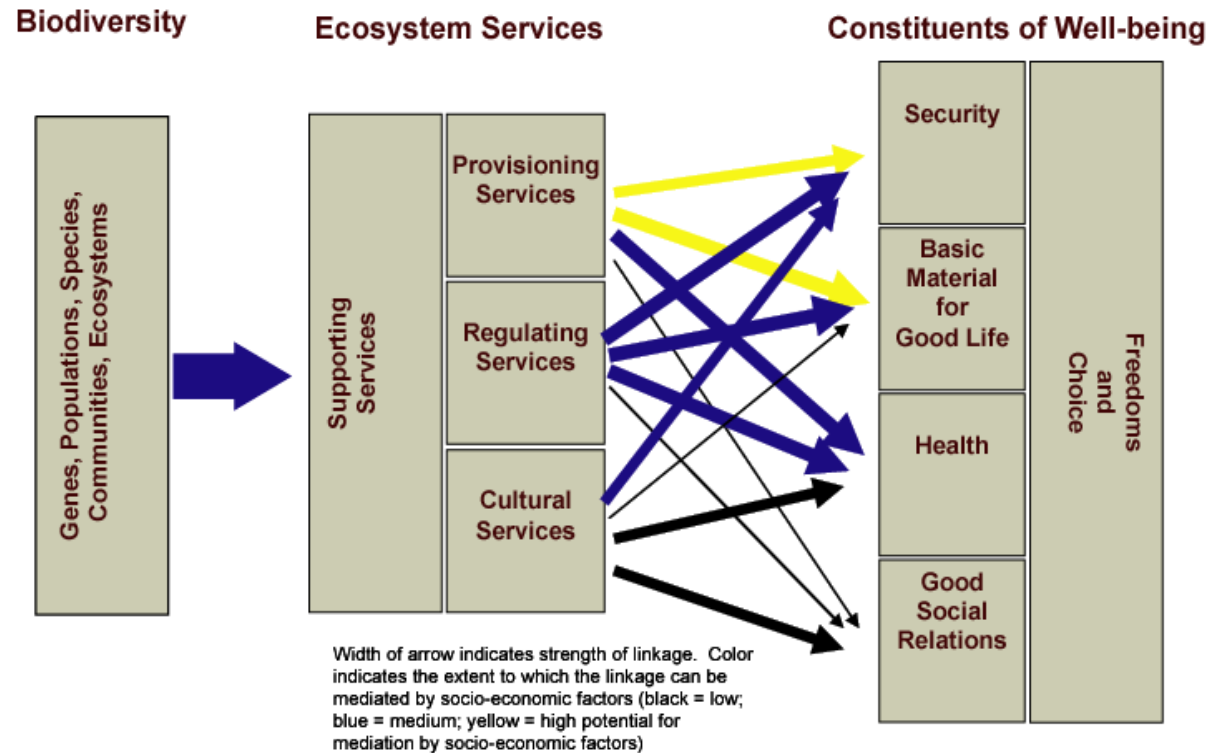 Biodiversity
Ecosystem Services
Constituents of Well-being
Genes, Populations, Species,
Communities, Ecosystems
Supporting
Services
Provisioning
Services
Regulating
Services
Cultural
Services
Security
Basic
Material
for
Good Life
Health
Good
Social
Relations
Freedoms
and
Choice
Width of arrow indicates strength of linkage. Color
indicates the extent to which the linkage can be
mediated by socio-economic factors (black = low;
blue = medium; yellow = high potential for
mediation by socio-economic factors)